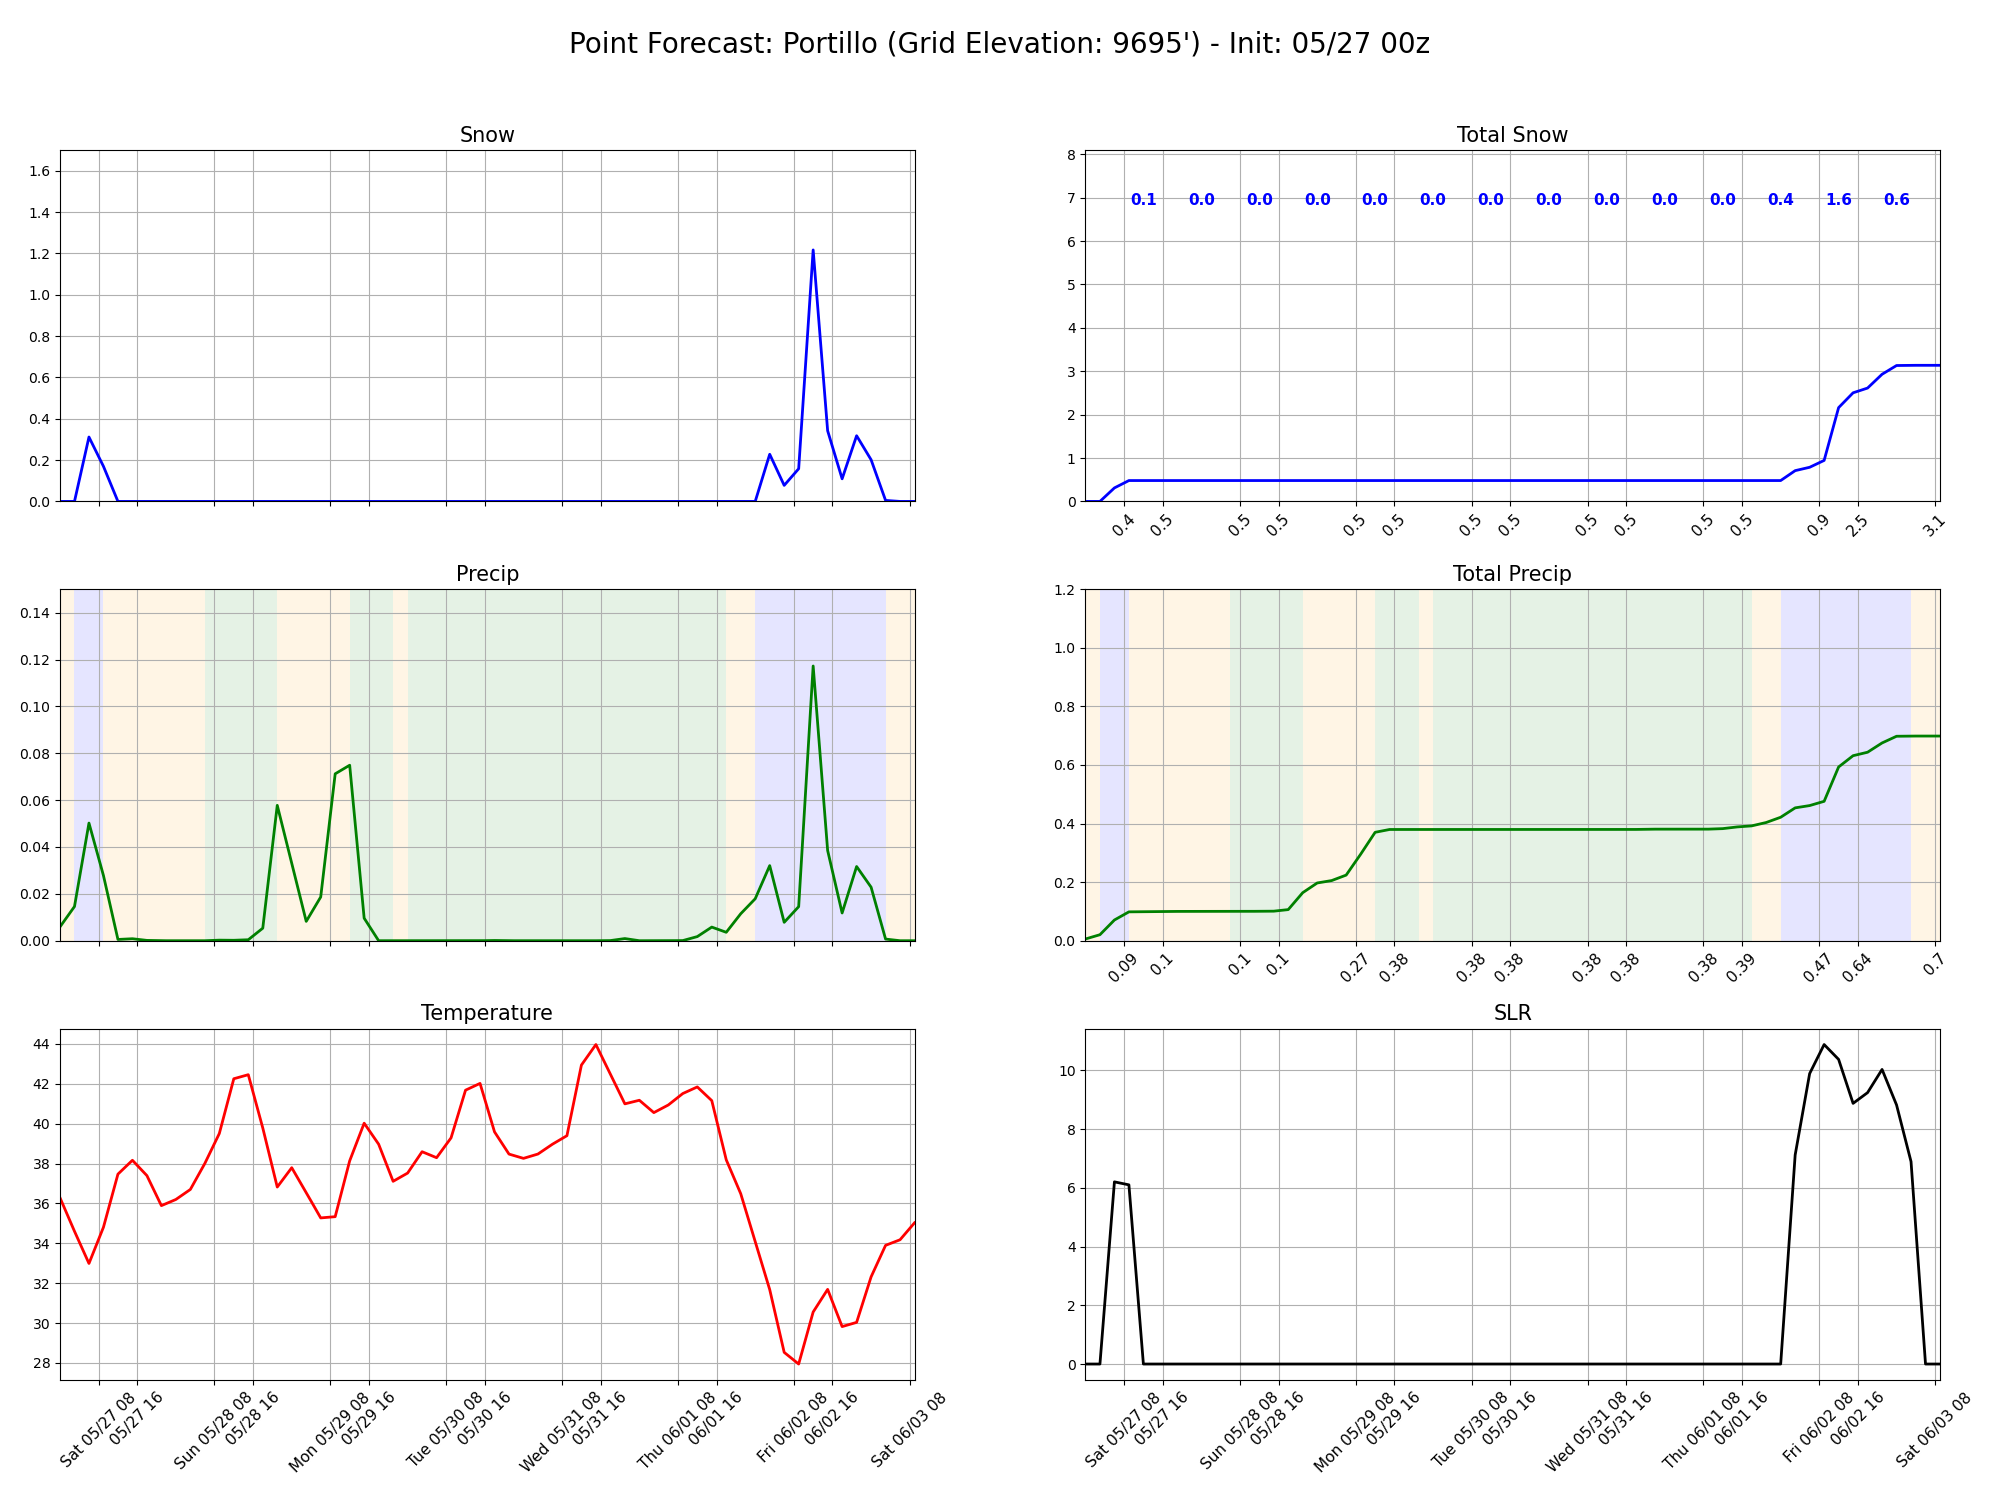 Point Forecast: Portillo (Grid Elevation: 9695') - Init: 05/27 00z
Snow
1.6
1.4
1.2
1.0
0.8
0.6
0.4
0.2
0.0
Total Snow
8
7
6
5
4
3
2
1
0
0.1 0.0 0.0 0.0 0.0 0.0 0.0 0.0 0.0 0.0 0.0 0.4 1.6 0.6
0.4 0.5 0.5 0.5 0.5 0.5 0.5 0.5 0.5 0.5 0.5 0.5 0.9 2.5 3.1
Precip
0.14
0.12
0.10
0.08
0.06
0.04
0.02
0.00
Total Precip
1.2
1.0
0.8
0.6
0.4
0.2
0.0
0.09 0.1 0.1 0.1 0.27 0.38 0.38 0.38 0.38 0.38 0.38 0.39 0.47 0.64 0.7
Temperature
44
42
40
38
36
34
32
30
28
Sat 05/27 08
05/27 16
Sun 05/28 08
05/28 16
Mon 05/29 08
05/29 16
Tue 05/30 08
05/30 16
Wed 05/31 08
05/31 16
Thu 06/01 08
06/01 16
Fri 06/02 08
06/02 16
Sat 06/03 08
SLR
10
8
6
4
2
0
Sat 05/27 08
05/27 16
Sun 05/28 08
05/28 16
Mon 05/29 08
05/29 16
Tue 05/30 08
05/30 16
Wed 05/31 08
05/31 16
Thu 06/01 08
06/01 16
Fri 06/02 08
06/02 16
Sat 06/03 08